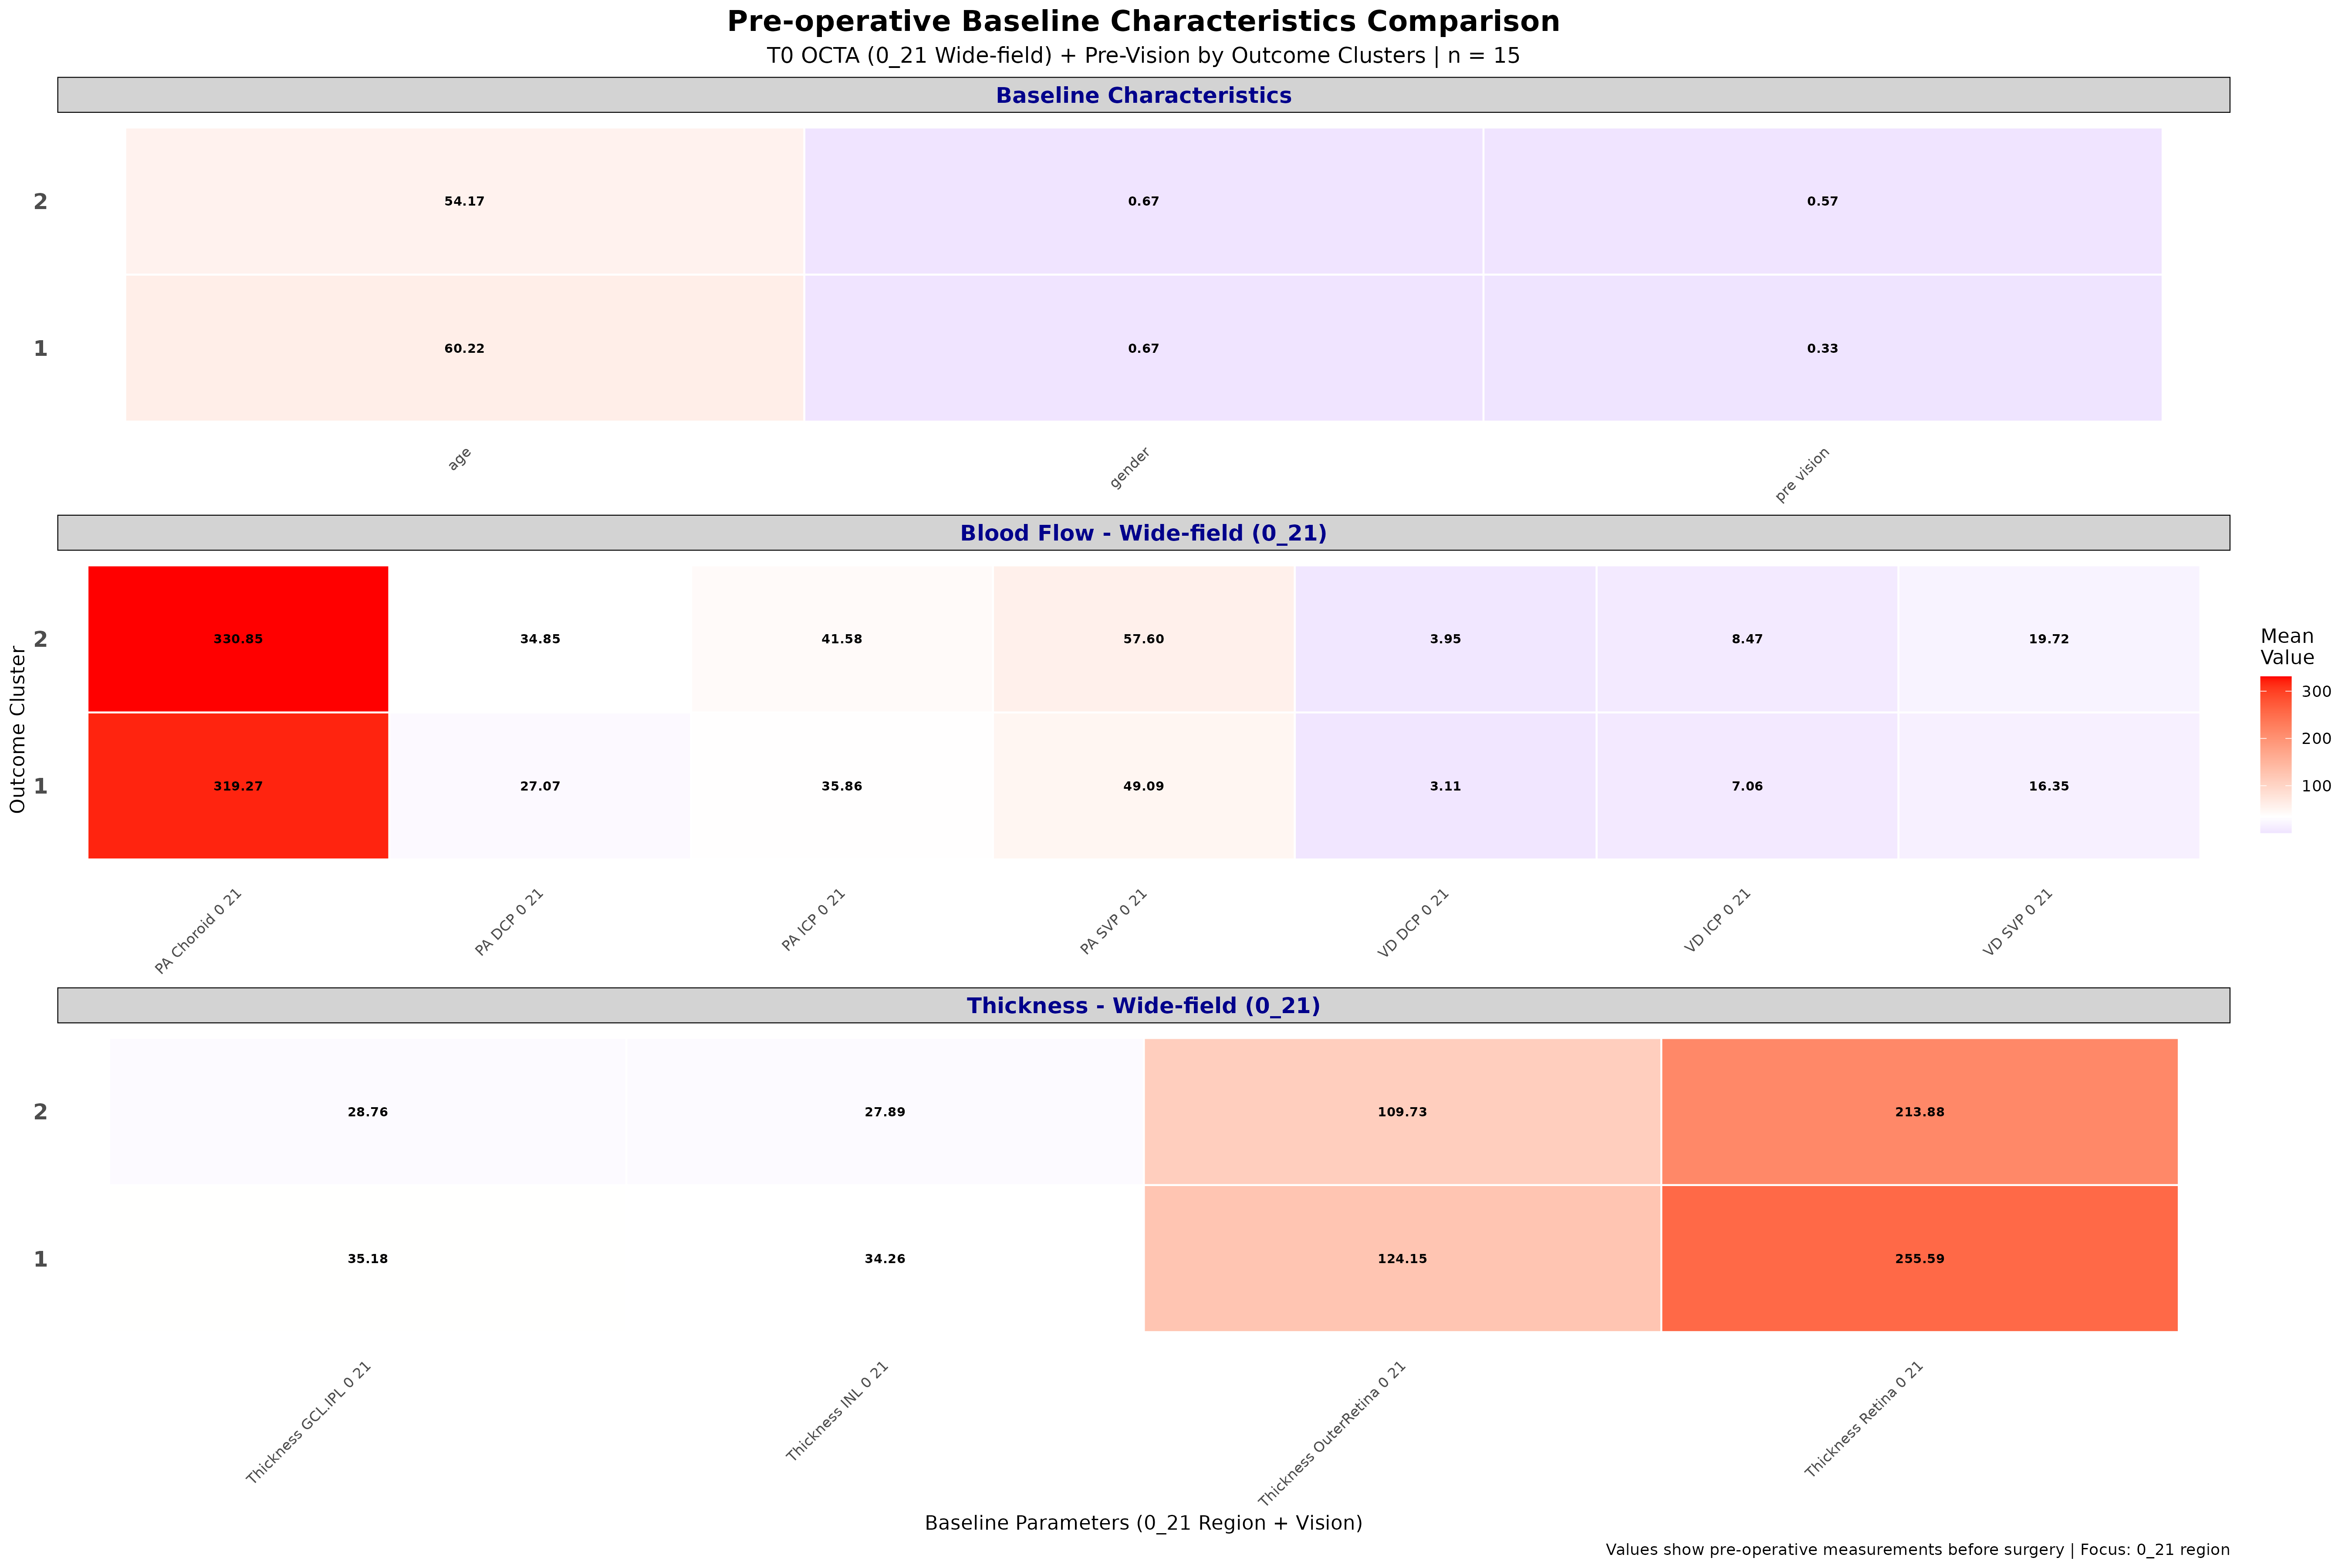 Pre-operative Baseline Characteristics Comparison
T0 OCTA (0_21 Wide-field) + Pre-Vision by Outcome Clusters | n = 15
Baseline Characteristics
2
54.17 0.67 0.57
1
60.22 0.67 0.33
age gender pre vision
Blood Flow - Wide-field (0_21)
Outcome Cluster
2
330.85 34.85 41.58 57.60 3.95 8.47 19.72
1
319.27 27.07 35.86 49.09 3.11 7.06 16.35
PA Choroid 0 21
PA DCP 0 21
PA ICP 0 21
PA SVP 0 21
VD DCP 0 21
VD ICP 0 21
VD SVP 0 21
Mean
Value
300
200
100
Thickness - Wide-field (0_21)
2
28.76 27.89 109.73 213.88
1
35.18 34.26 124.15 255.59
Thickness GCL.IPL 0 21
Thickness INL 0 21
Thickness OuterRetina 0 21
Thickness Retina 0 21
Baseline Parameters (0_21 Region + Vision)
Values show pre-operative measurements before surgery | Focus: 0_21 region